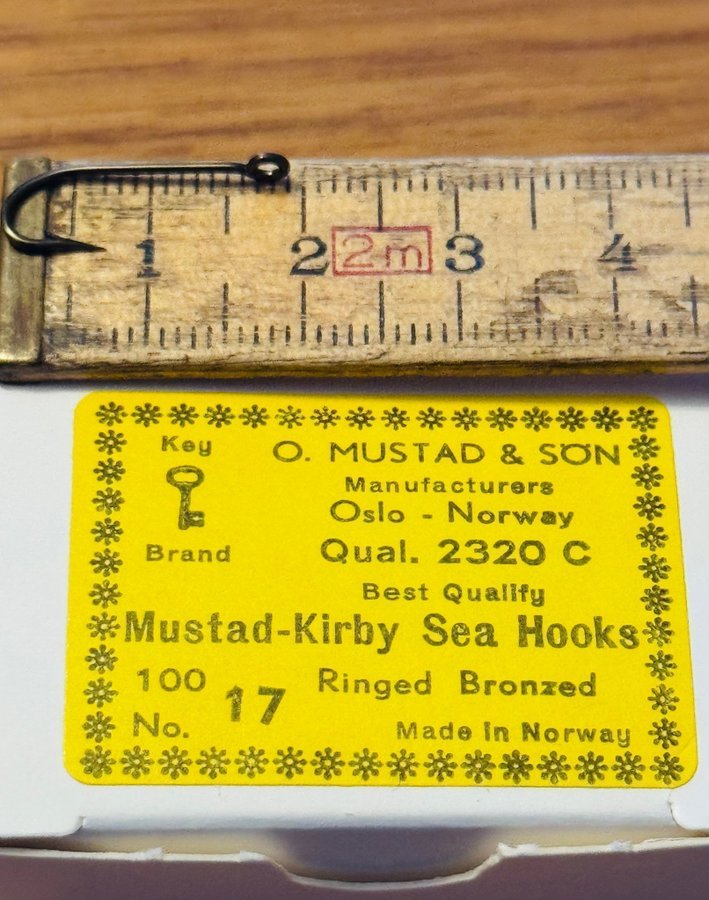 1 2 2m 3 4
Key
Brand
O. MUSTAD & SÖN
Manufacturers
Oslo - Norway
Qual. 2320 C
Best Quality
Mustad-Kirby Sea Hooks
100 Ringed Bronzed
No. 17
Made in Norway